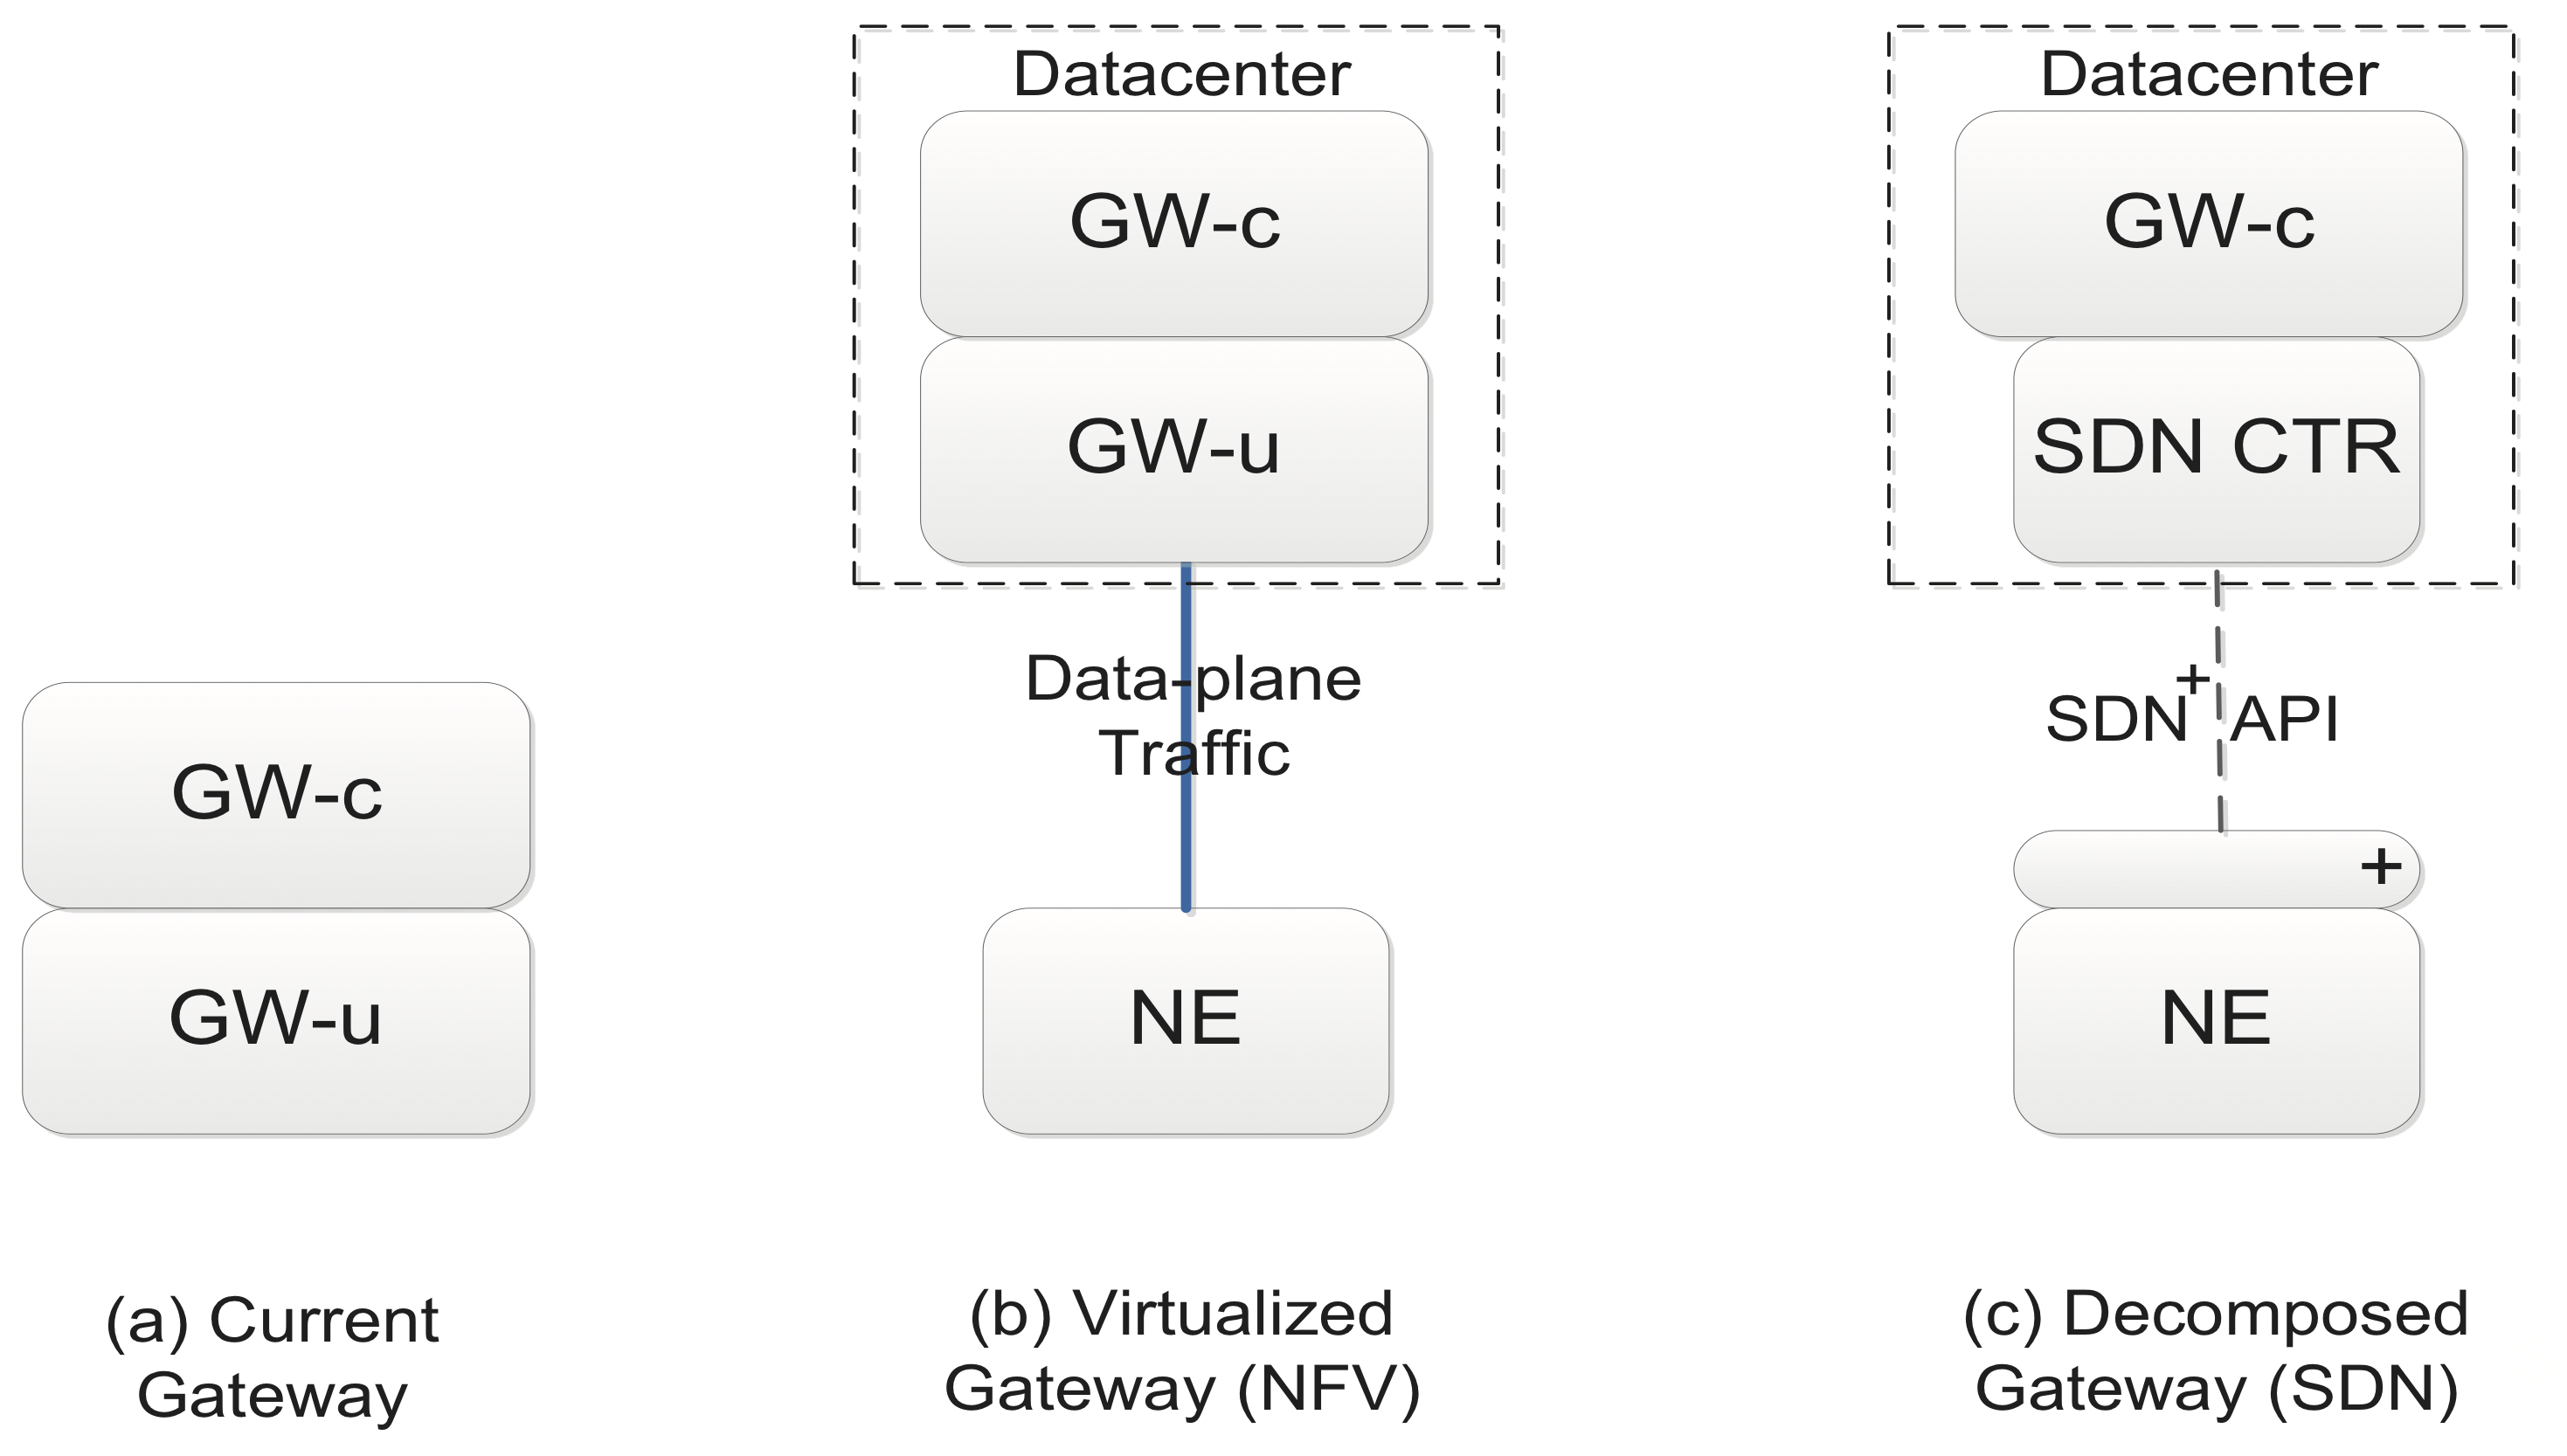 GW-c
GW-u
(a) Current
Gateway
Datacenter
GW-c
GW-u
Data-plane
Traffic
NE
(b) Virtualized
Gateway (NFV)
Datacenter
GW-c
SDN CTR
SDN+ API
+
NE
(c) Decomposed
Gateway (SDN)